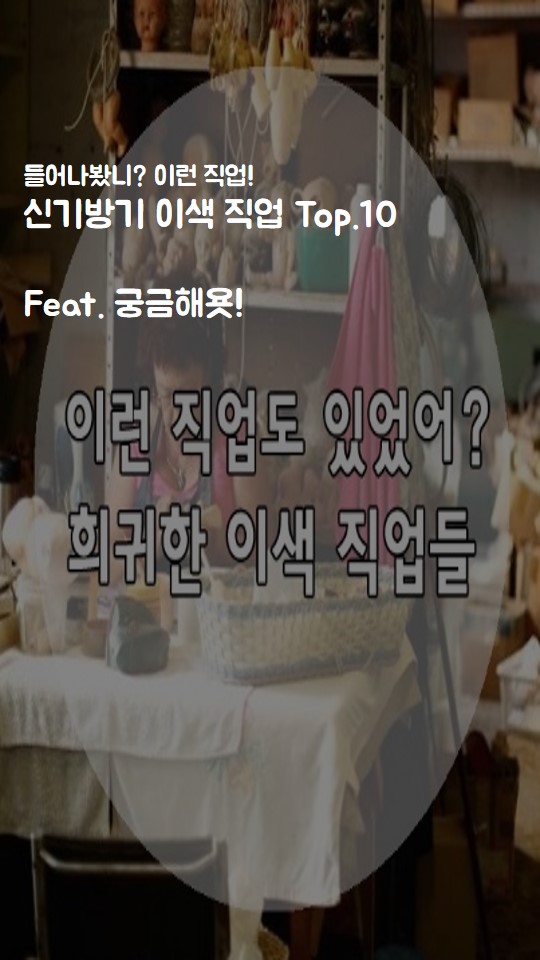 들어나봤니? 이런 직업!
신기방기 이색 직업 Top.10
Feat. 궁금해욧!
이런 직업도 있었어?
희귀한 이색 직업들